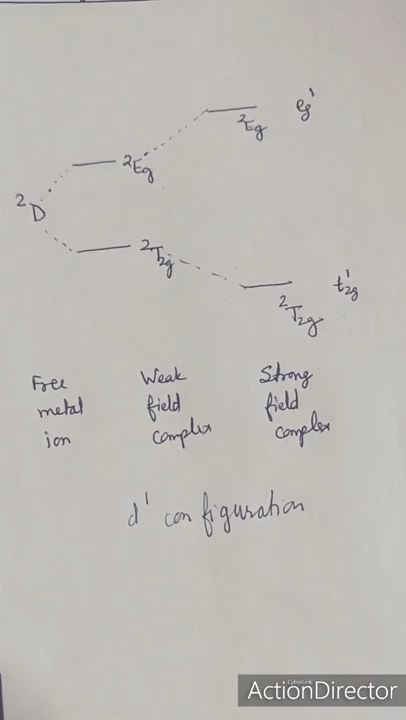 ²Eg eg¹
²Eg
²D
²T₂g
t₂g¹
²T₂g
Free Weak Strong
metal field field
ion complex complex
d¹ configuration
CyberLink
ActionDirector